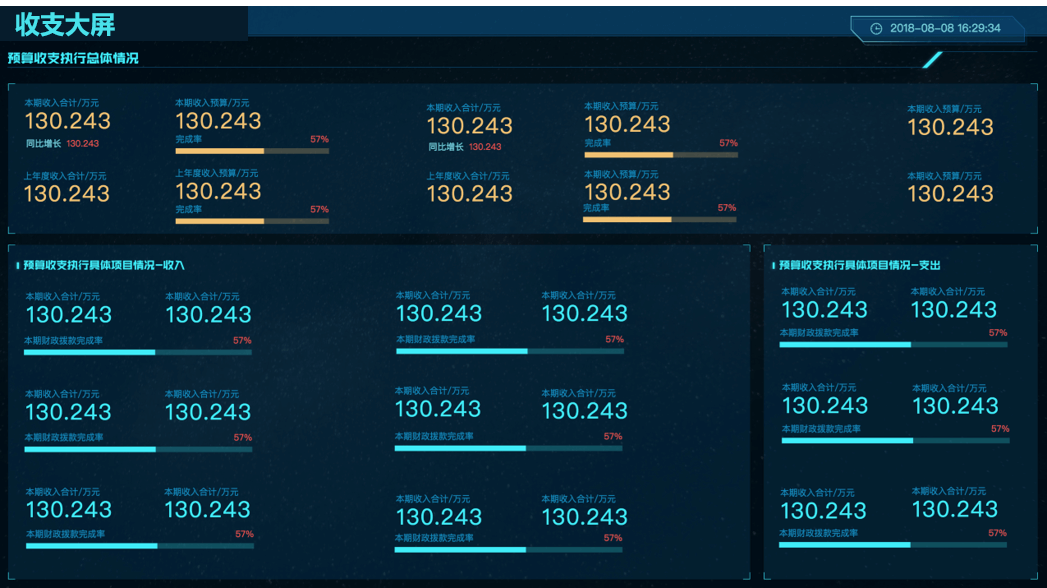 收支大屏
2018-08-08 16:29:34
预算收支执行总体情况
本期收入合计/万元
130.243
同比增长 130.243
本期收入预算/万元
130.243
完成率 57%
本期收入合计/万元
130.243
同比增长 130.243
本期收入预算/万元
130.243
完成率 57%
本期收入预算/万元
130.243
上年度收入合计/万元
130.243
上年度收入预算/万元
130.243
完成率 57%
上年度收入合计/万元
130.243
本期收入预算/万元
130.243
完成率 57%
本期收入预算/万元
130.243
预算收支执行具体项目情况-收入
本期收入合计/万元 本期收入合计/万元
130.243 130.243
本期财政拨款完成率 57%
本期收入合计/万元 本期收入合计/万元
130.243 130.243
本期财政拨款完成率 57%
本期收入合计/万元 本期收入合计/万元
130.243 130.243
本期财政拨款完成率 57%
本期收入合计/万元 本期收入合计/万元
130.243 130.243
本期财政拨款完成率 57%
本期收入合计/万元 本期收入合计/万元
130.243 130.243
本期财政拨款完成率 57%
本期收入合计/万元 本期收入合计/万元
130.243 130.243
本期财政拨款完成率 57%
预算收支执行具体项目情况-支出
本期收入合计/万元 本期收入合计/万元
130.243 130.243
本期财政拨款完成率 57%
本期收入合计/万元 本期收入合计/万元
130.243 130.243
本期财政拨款完成率 57%
本期收入合计/万元 本期收入合计/万元
130.243 130.243
本期财政拨款完成率 57%